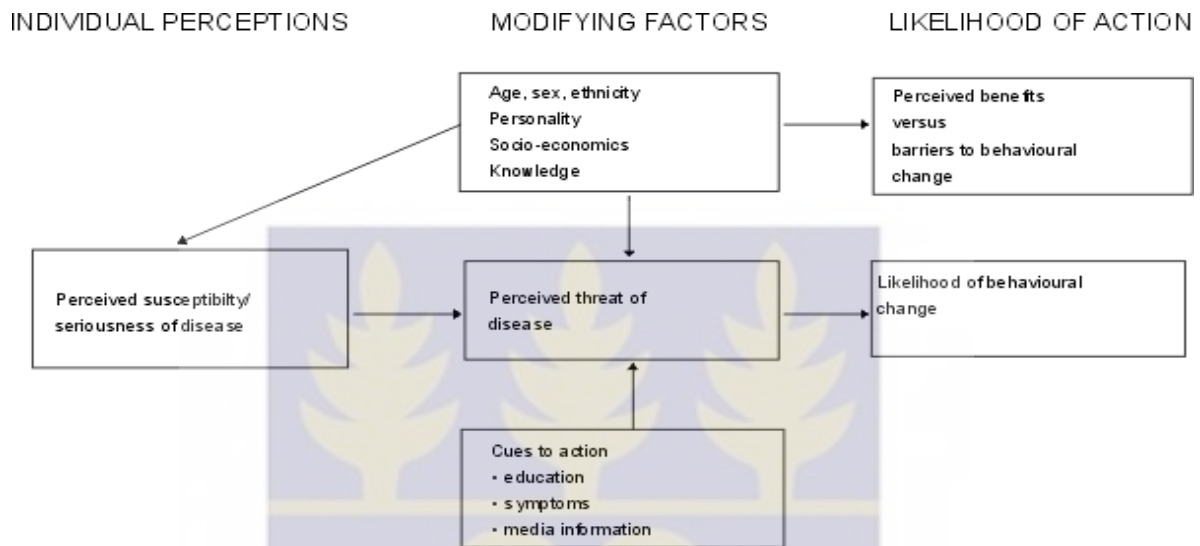 INDIVIDUAL PERCEPTIONS
MODIFYING FACTORS
LIKELIHOOD OF ACTION
Age, sex, ethnicity
Personality
Socio-economics
Knowledge
Perceived benefits
versus
barriers to behavioural
change
Perceived susceptibilty/
seriousness of disease
Perceived threat of
disease
Likelihood of behavioural
change
Cues to action
- education
- symptoms
- media information